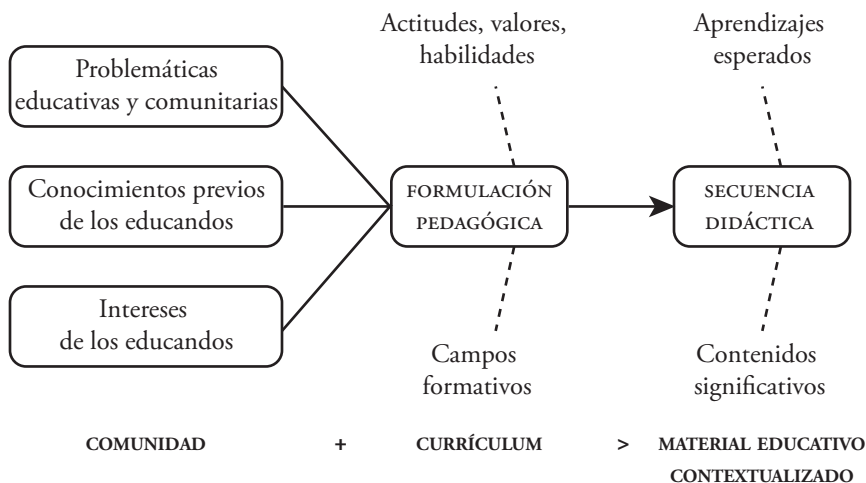 Problemáticas
educativas y comunitarias
Conocimientos previos
de los educandos
Intereses
de los educandos
Actitudes, valores,
habilidades
FORMULACIÓN
PEDAGÓGICA
Campos
formativos
Aprendizajes
esperados
SECUENCIA
DIDÁCTICA
Contenidos
significativos
COMUNIDAD + CURRÍCULUM > MATERIAL EDUCATIVO
CONTEXTUALIZADO